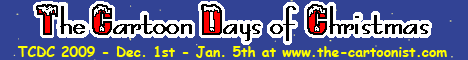 The Cartoon Days of Christmas
TCDC 2009 - Dec. 1st - Jan. 5th at www.the-cartoonist.com